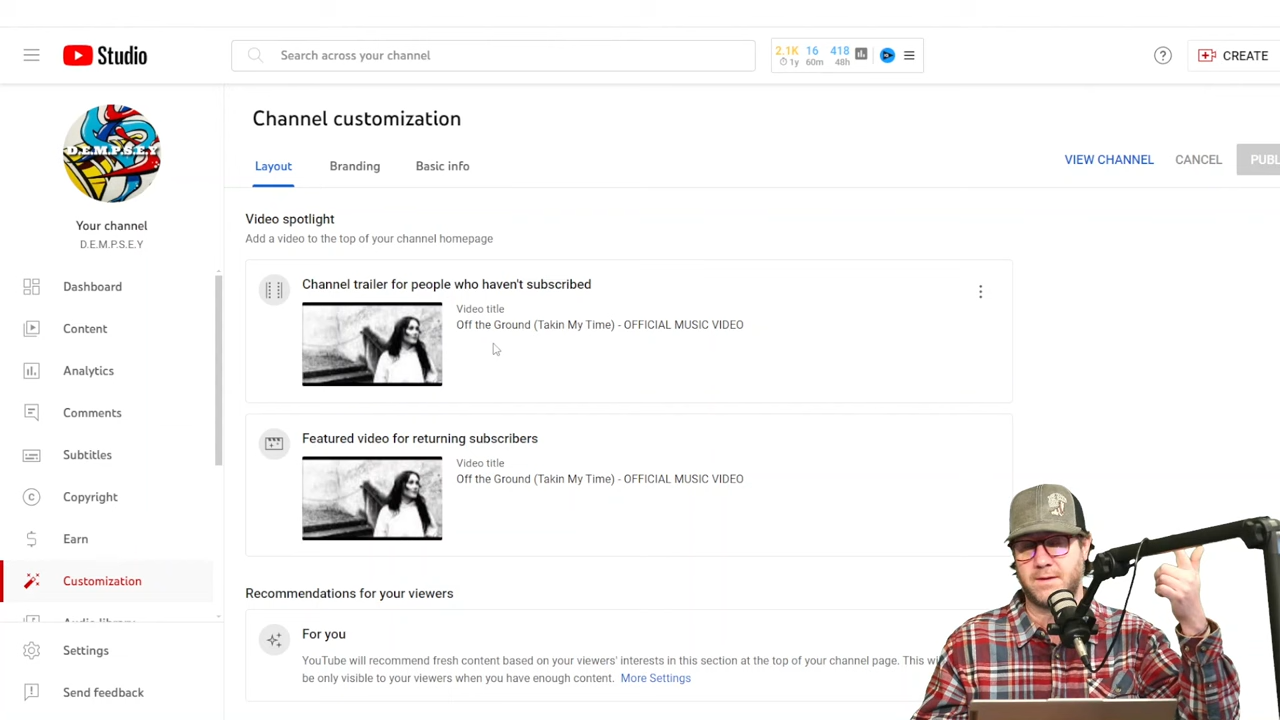 Studio
Search across your channel
2.1K 16 418
1y 60m 48h
CREATE
D.E.M.P.S.E.Y
Your channel
D.E.M.P.S.E.Y
Dashboard
Content
Analytics
Comments
Subtitles
Copyright
Earn
Customization
Audio library
Settings
Send feedback
Channel customization
Layout
Branding
Basic info
VIEW CHANNEL
CANCEL
PUBL
Video spotlight
Add a video to the top of your channel homepage
Channel trailer for people who haven't subscribed
Video title
Off the Ground (Takin My Time) - OFFICIAL MUSIC VIDEO
Featured video for returning subscribers
Video title
Off the Ground (Takin My Time) - OFFICIAL MUSIC VIDEO
Recommendations for your viewers
For you
YouTube will recommend fresh content based on your viewers' interests in this section at the top of your channel page. This wi
be only visible to your viewers when you have enough content. More Settings